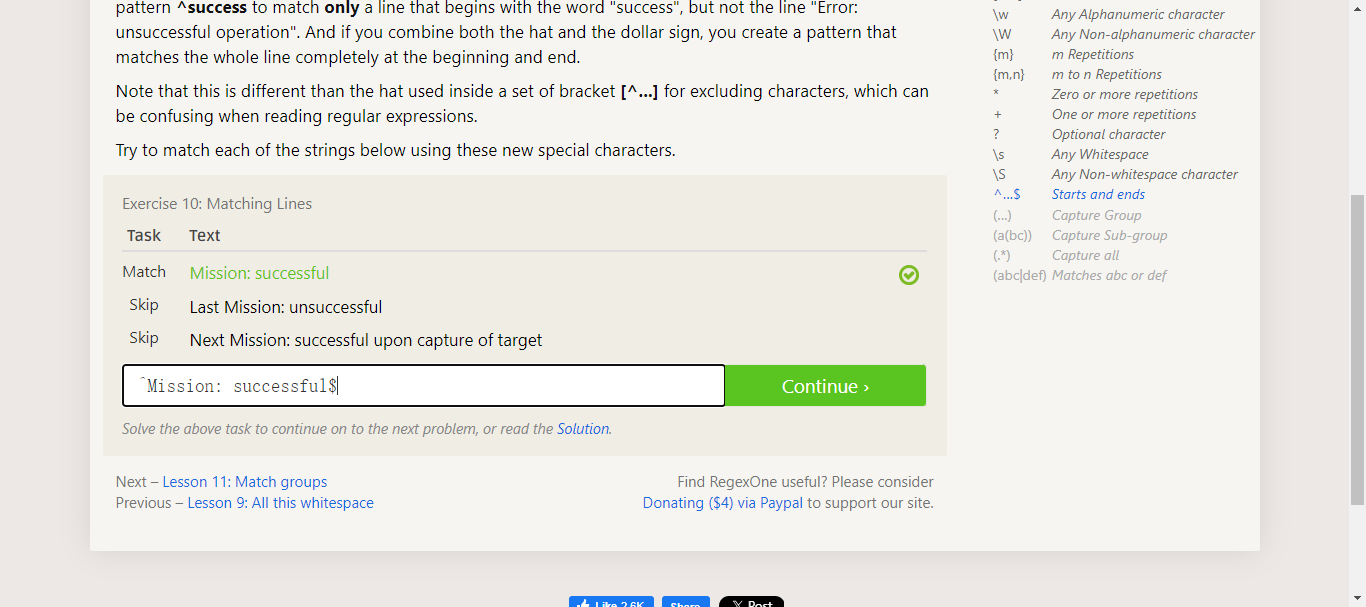 pattern ^success to match only a line that begins with the word "success", but not the line "Error:
unsuccessful operation". And if you combine both the hat and the dollar sign, you create a pattern that
matches the whole line completely at the beginning and end.
Note that this is different than the hat used inside a set of bracket [^...] for excluding characters, which can
be confusing when reading regular expressions.
Try to match each of the strings below using these new special characters.
Exercise 10: Matching Lines
Task Text
Match Mission: successful
Skip Last Mission: unsuccessful
Skip Next Mission: successful upon capture of target
^Mission: successful$
Continue ›
Solve the above task to continue on to the next problem, or read the Solution.
Next – Lesson 11: Match groups
Previous – Lesson 9: All this whitespace
Find RegexOne useful? Please consider
Donating ($4) via Paypal to support our site.
\w Any Alphanumeric character
\W Any Non-alphanumeric character
{m} m Repetitions
{m,n} m to n Repetitions
* Zero or more repetitions
+ One or more repetitions
? Optional character
\s Any Whitespace
\S Any Non-whitespace character
^...$ Starts and ends
(...) Capture Group
(a(bc)) Capture Sub-group
(.*) Capture all
(abc|def) Matches abc or def
Like 2.6K
Share
Post